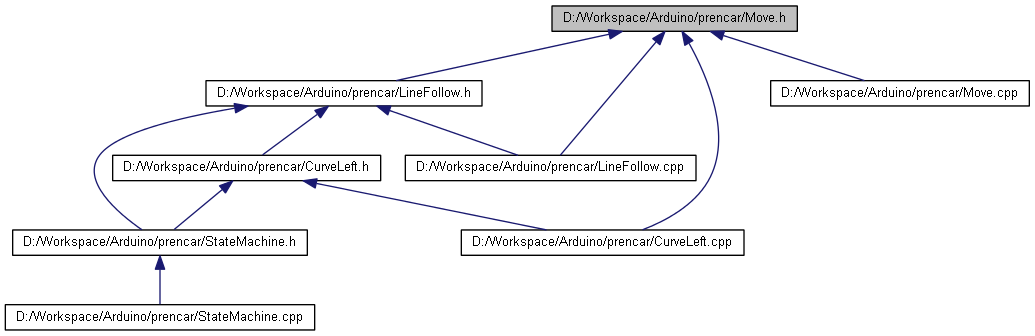 D:/Workspace/Arduino/prencar/Move.h
D:/Workspace/Arduino/prencar/LineFollow.h
D:/Workspace/Arduino/prencar/Move.cpp
D:/Workspace/Arduino/prencar/CurveLeft.h
D:/Workspace/Arduino/prencar/LineFollow.cpp
D:/Workspace/Arduino/prencar/StateMachine.h
D:/Workspace/Arduino/prencar/CurveLeft.cpp
D:/Workspace/Arduino/prencar/StateMachine.cpp